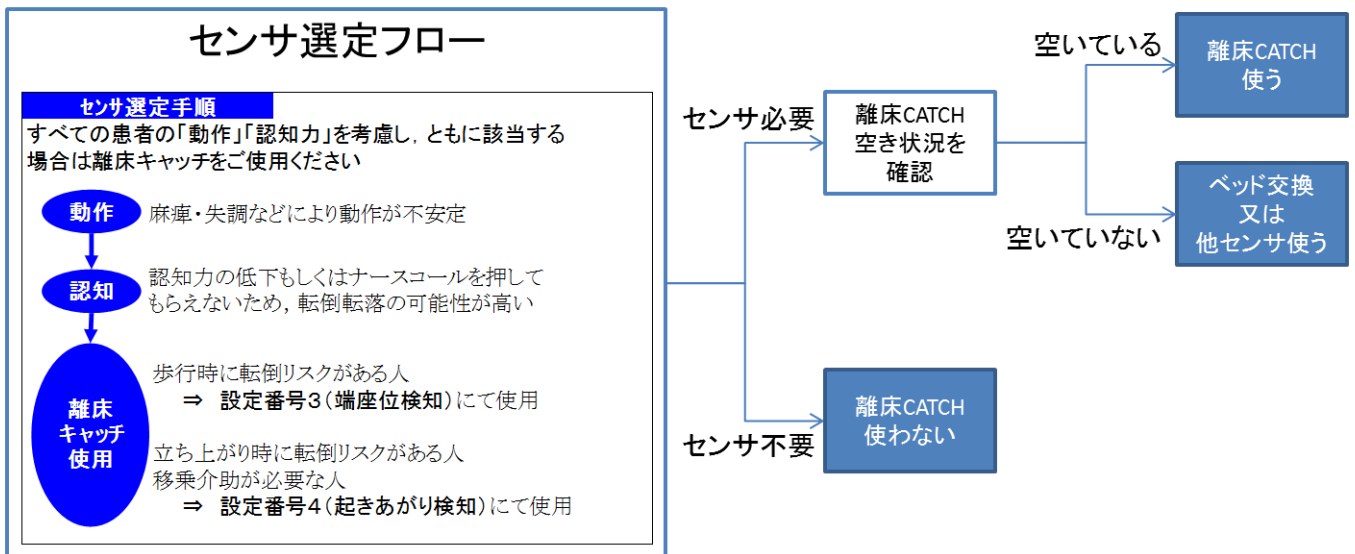 センサ選定フロー
センサ選定手順
すべての患者の「動作」「認知力」を考慮し，ともに該当する
場合は離床キャッチをご使用ください
動作
麻痺・失調などにより動作が不安定
認知
認知力の低下もしくはナースコールを押して
もらえないため，転倒転落の可能性が高い
離床
キャッチ
使用
歩行時に転倒リスクがある人
⇒ 設定番号3（端座位検知）にて使用
立ち上がり時に転倒リスクがある人
移乗介助が必要な人
⇒ 設定番号4（起きあがり検知）にて使用
センサ必要
離床CATCH
空き状況を
確認
空いている
離床CATCH
使う
空いていない
ベッド交換
又は
他センサ使う
センサ不要
離床CATCH
使わない